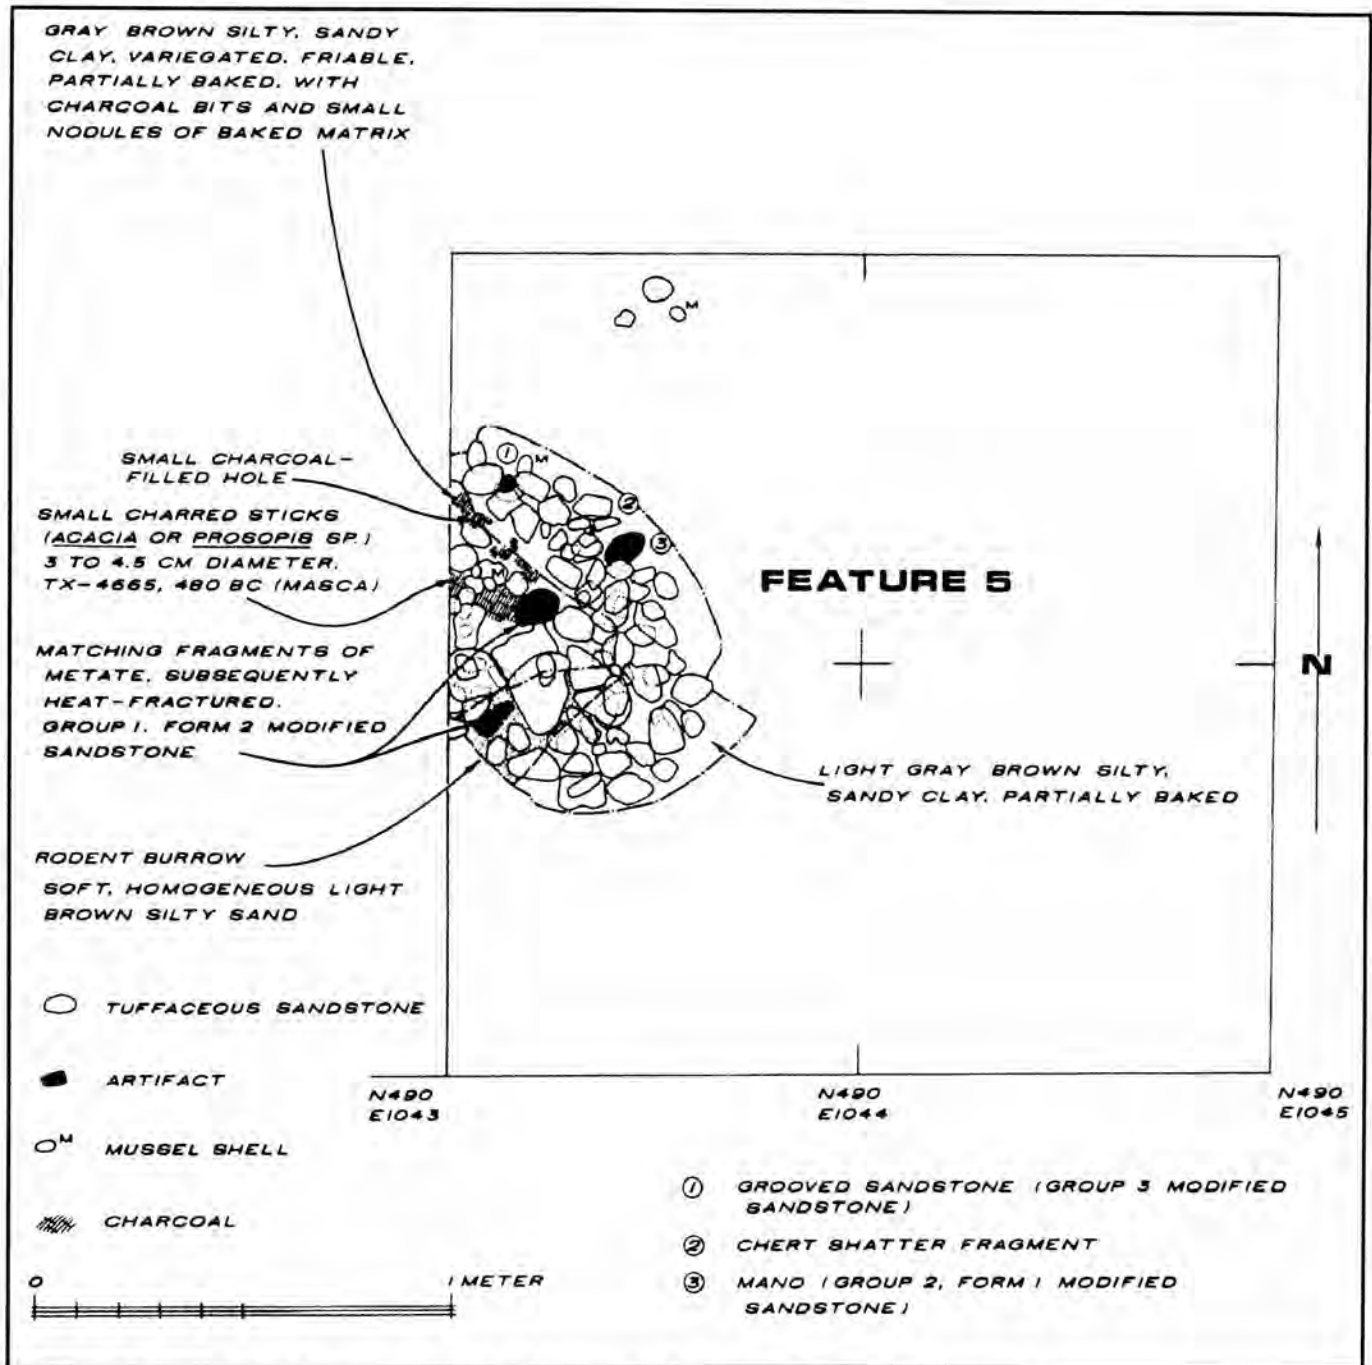 GRAY BROWN SILTY, SANDY
CLAY, VARIEGATED, FRIABLE,
PARTIALLY BAKED, WITH
CHARCOAL BITS AND SMALL
NODULES OF BAKED MATRIX
M
SMALL CHARCOAL-
FILLED HOLE
SMALL CHARRED STICKS
(ACACIA OR PROSOPIS SP.)
3 TO 4.5 CM DIAMETER.
TX-4665, 480 BC (MASCA)
MATCHING FRAGMENTS OF
METATE, SUBSEQUENTLY
HEAT-FRACTURED.
GROUP 1, FORM 2 MODIFIED
SANDSTONE
RODENT BURROW
SOFT, HOMOGENEOUS LIGHT
BROWN SILTY SAND
1 M
2
3
M
FEATURE 5
N
LIGHT GRAY BROWN SILTY,
SANDY CLAY, PARTIALLY BAKED
TUFFACEOUS SANDSTONE
ARTIFACT
M MUSSEL SHELL
CHARCOAL
0 1 METER
N490 N490 N490
E1043 E1044 E1045
1 GROOVED SANDSTONE (GROUP 3 MODIFIED
SANDSTONE)
2 CHERT SHATTER FRAGMENT
3 MANO (GROUP 2, FORM 1 MODIFIED
SANDSTONE)